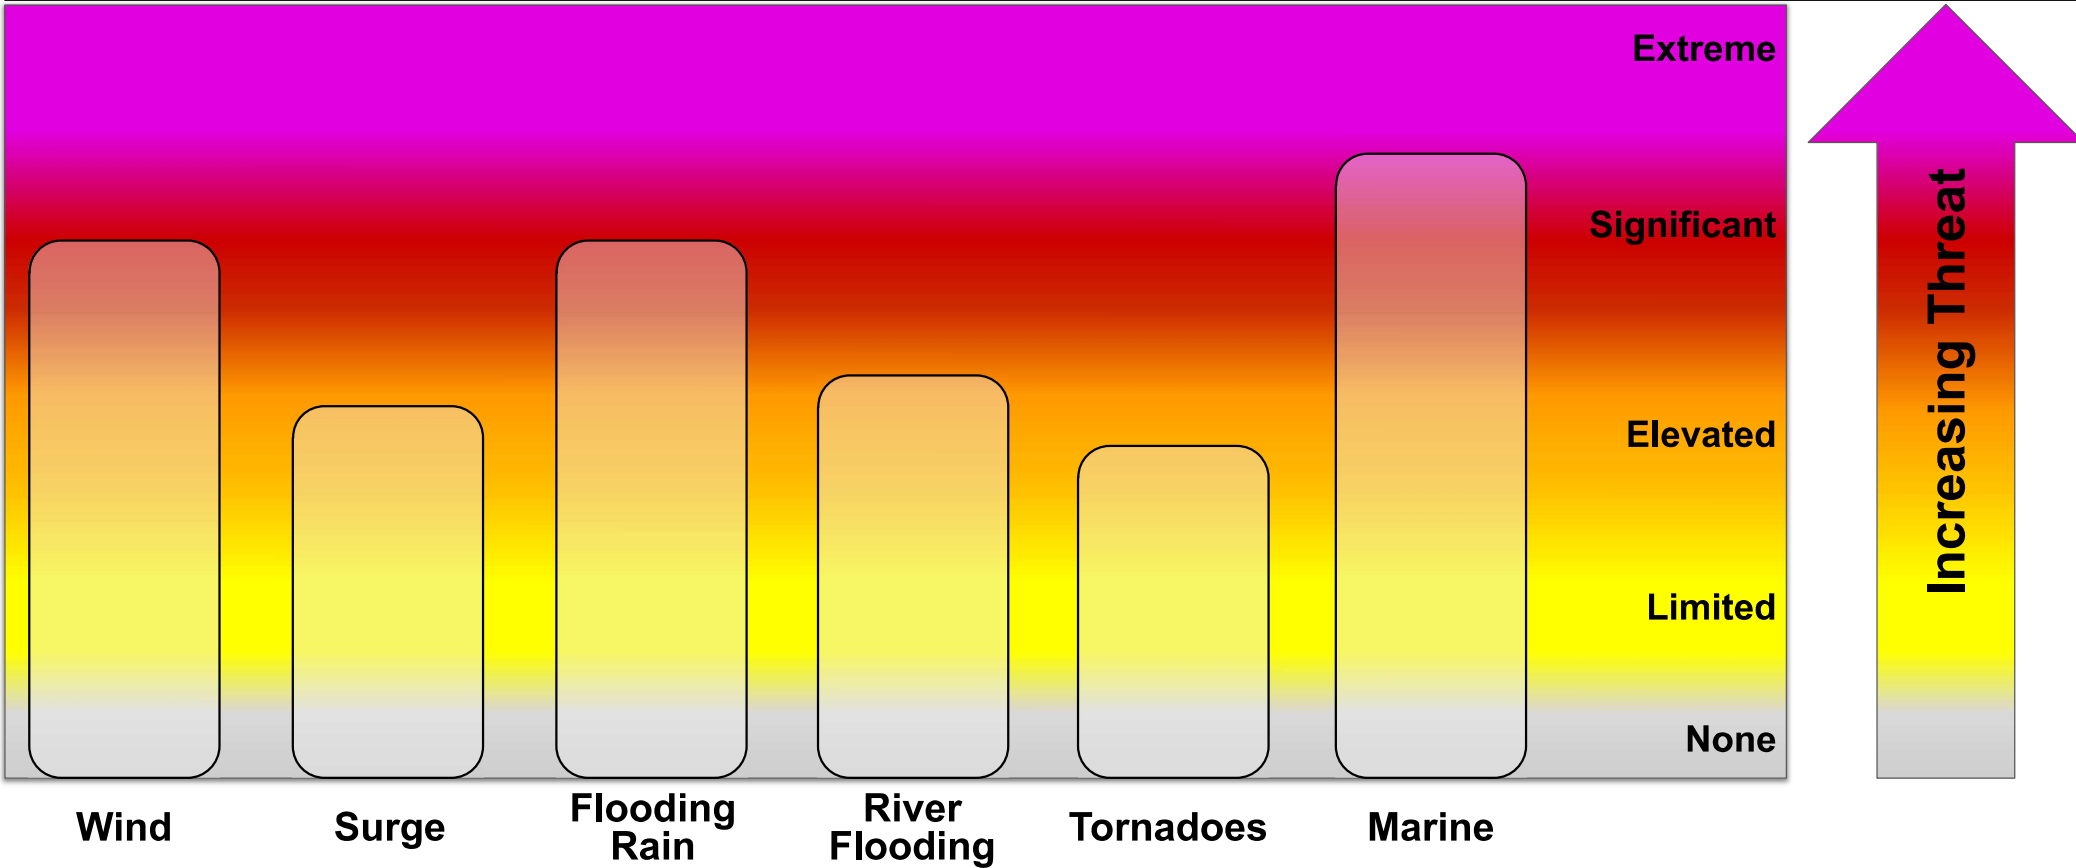 Extreme
Significant
Elevated
Limited
None
Increasing Threat
Wind
Surge
Flooding
Rain
River
Flooding
Tornadoes
Marine